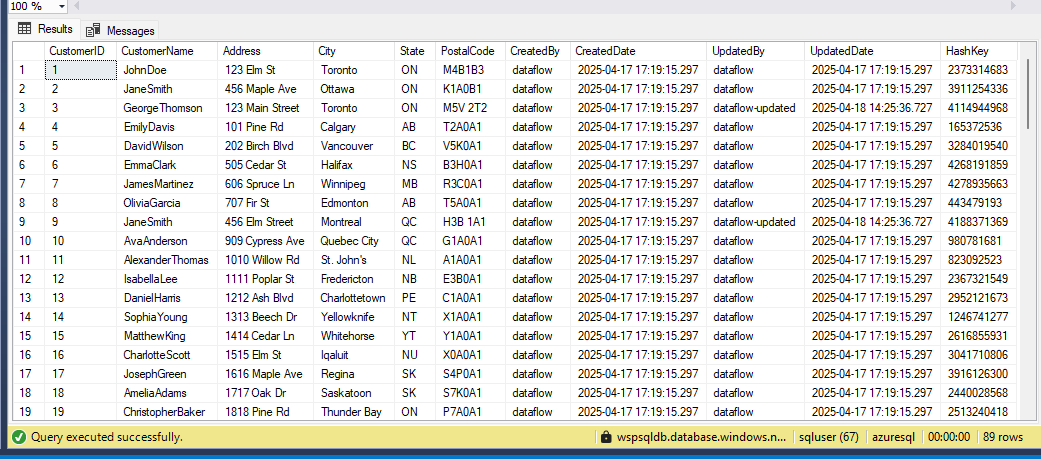 100 %
Results Messages
CustomerID CustomerName Address City State PostalCode CreatedBy CreatedDate UpdatedBy UpdatedDate HashKey
1 1 JohnDoe 123 Elm St Toronto ON M4B1B3 dataflow 2025-04-17 17:19:15.297 dataflow 2025-04-17 17:19:15.297 2373314683
2 2 JaneSmith 456 Maple Ave Ottawa ON K1A0B1 dataflow 2025-04-17 17:19:15.297 dataflow 2025-04-17 17:19:15.297 3911254336
3 3 GeorgeThomson 123 Main Street Toronto ON M5V 2T2 dataflow 2025-04-17 17:19:15.297 dataflow-updated 2025-04-18 14:25:36.727 4114944968
4 4 EmilyDavis 101 Pine Rd Calgary AB T2A0A1 dataflow 2025-04-17 17:19:15.297 dataflow 2025-04-17 17:19:15.297 165372536
5 5 DavidWilson 202 Birch Blvd Vancouver BC V5K0A1 dataflow 2025-04-17 17:19:15.297 dataflow 2025-04-17 17:19:15.297 3284019540
6 6 EmmaClark 505 Cedar St Halifax NS B3H0A1 dataflow 2025-04-17 17:19:15.297 dataflow 2025-04-17 17:19:15.297 4268191859
7 7 JamesMartinez 606 Spruce Ln Winnipeg MB R3C0A1 dataflow 2025-04-17 17:19:15.297 dataflow 2025-04-17 17:19:15.297 4278935663
8 8 OliviaGarcia 707 Fir St Edmonton AB T5A0A1 dataflow 2025-04-17 17:19:15.297 dataflow 2025-04-17 17:19:15.297 443479193
9 9 JaneSmith 456 Elm Street Montreal QC H3B 1A1 dataflow 2025-04-17 17:19:15.297 dataflow-updated 2025-04-18 14:25:36.727 4188371369
10 10 AvaAnderson 909 Cypress Ave Quebec City QC G1A0A1 dataflow 2025-04-17 17:19:15.297 dataflow 2025-04-17 17:19:15.297 980781681
11 11 AlexanderThomas 1010 Willow Rd St. John's NL A1A0A1 dataflow 2025-04-17 17:19:15.297 dataflow 2025-04-17 17:19:15.297 823092523
12 12 IsabellaLee 1111 Poplar St Fredericton NB E3B0A1 dataflow 2025-04-17 17:19:15.297 dataflow 2025-04-17 17:19:15.297 2367321549
13 13 DanielHarris 1212 Ash Blvd Charlottetown PE C1A0A1 dataflow 2025-04-17 17:19:15.297 dataflow 2025-04-17 17:19:15.297 2952121673
14 14 SophiaYoung 1313 Beech Dr Yellowknife NT X1A0A1 dataflow 2025-04-17 17:19:15.297 dataflow 2025-04-17 17:19:15.297 1246741277
15 15 MatthewKing 1414 Cedar Ln Whitehorse YT Y1A0A1 dataflow 2025-04-17 17:19:15.297 dataflow 2025-04-17 17:19:15.297 2616855931
16 16 CharlotteScott 1515 Elm St Iqaluit NU X0A0A1 dataflow 2025-04-17 17:19:15.297 dataflow 2025-04-17 17:19:15.297 3041710806
17 17 JosephGreen 1616 Maple Ave Regina SK S4P0A1 dataflow 2025-04-17 17:19:15.297 dataflow 2025-04-17 17:19:15.297 3916126300
18 18 AmeliaAdams 1717 Oak Dr Saskatoon SK S7K0A1 dataflow 2025-04-17 17:19:15.297 dataflow 2025-04-17 17:19:15.297 2440028568
19 19 ChristopherBaker 1818 Pine Rd Thunder Bay ON P7A0A1 dataflow 2025-04-17 17:19:15.297 dataflow 2025-04-17 17:19:15.297 2513240418
Query executed successfully. wspsqldb.database.windows.n... sqluser (67) azuresql 00:00:00 89 rows